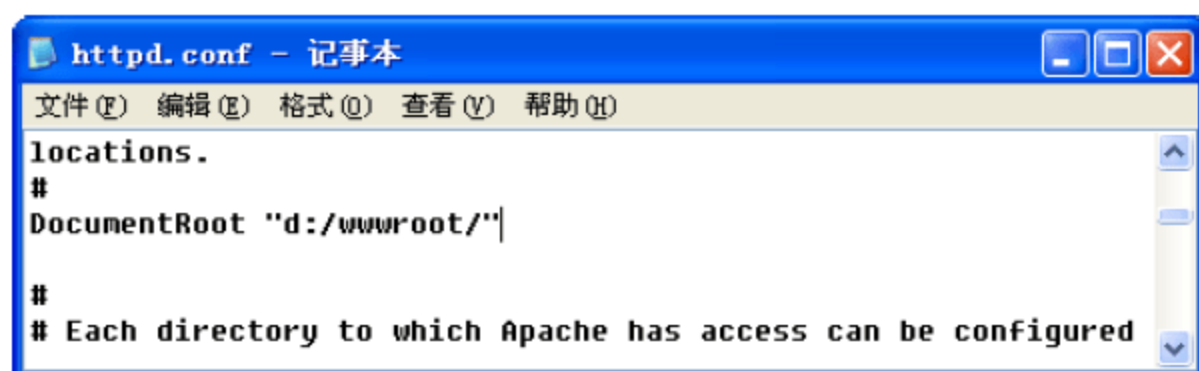 httpd.conf - 记事本
文件(F) 编辑(E) 格式(O) 查看(V) 帮助(H)
locations.
#
DocumentRoot "d:/wwwroot/"
#
# Each directory to which Apache has access can be configured